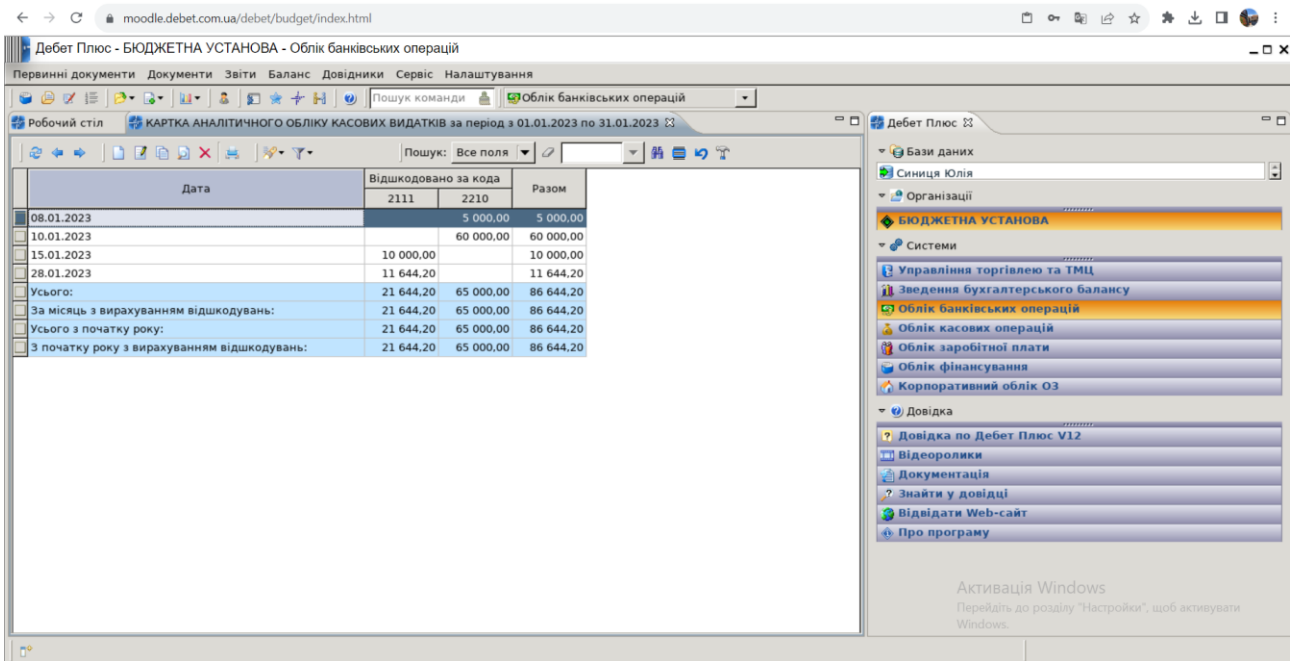 moodle.debet.com.ua/debet/budget/index.html
Дебет Плюс - БЮДЖЕТНА УСТАНОВА - Облік банківських операцій
Первинні документи Документи Звіти Баланс Довідники Сервіс Налаштування
Пошук команди Облік банківських операцій
Робочий стіл КАРТКА АНАЛІТИЧНОГО ОБЛІКУ КАСОВИХ ВИДАТКІВ за період з 01.01.2023 по 31.01.2023
Пошук: Все поля
Дата Відшкодовано за кода Разом
2111 2210
08.01.2023 5 000,00 5 000,00
10.01.2023 60 000,00 60 000,00
15.01.2023 10 000,00 10 000,00
28.01.2023 11 644,20 11 644,20
Усього: 21 644,20 65 000,00 86 644,20
За місяць з вирахуванням відшкодувань: 21 644,20 65 000,00 86 644,20
Усього з початку року: 21 644,20 65 000,00 86 644,20
З початку року з вирахуванням відшкодувань: 21 644,20 65 000,00 86 644,20
Дебет Плюс
Бази даних
Синиця Юлія
Організації
БЮДЖЕТНА УСТАНОВА
Системи
Управління торгівлею та ТМЦ
Зведення бухгалтерського балансу
Облік банківських операцій
Облік касових операцій
Облік заробітної плати
Облік фінансування
Корпоративний облік ОЗ
Довідка
Довідка по Дебет Плюс V12
Відеоролики
Документація
Знайти у довідці
Відвідати Web-сайт
Про програму
Активація Windows
Перейдіть до розділу "Настройки", щоб активувати
Windows.